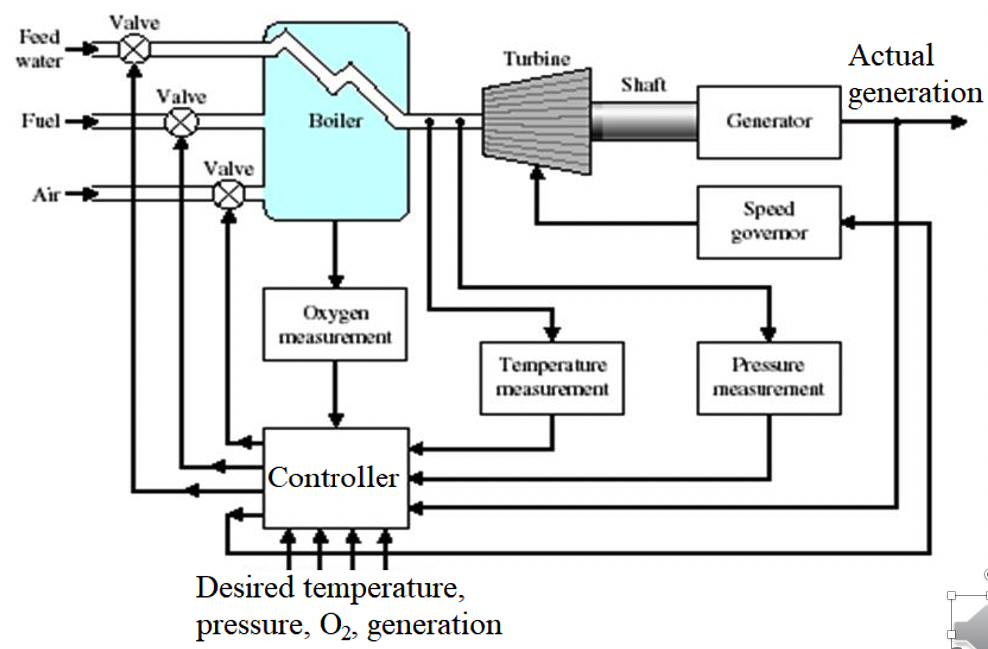 Valve
Feed
water
Valve
Fuel
Valve
Air
Boiler
Turbine
Shaft
Generator
Actual
generation
Speed
governor
Oxygen
measurement
Temperature
measurement
Pressure
measurement
Controller
Desired temperature,
pressure, O₂, generation